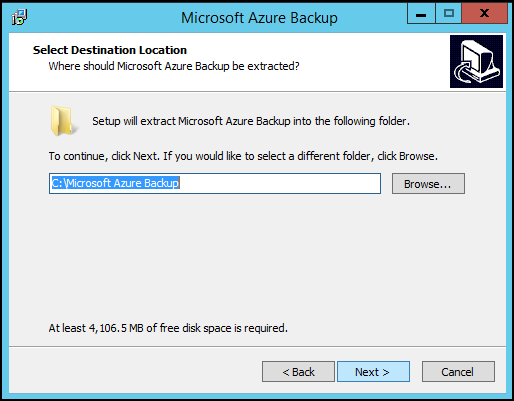 Microsoft Azure Backup
Select Destination Location
Where should Microsoft Azure Backup be extracted?
Setup will extract Microsoft Azure Backup into the following folder.
To continue, click Next. If you would like to select a different folder, click Browse.
C:\Microsoft Azure Backup
Browse...
At least 4,106.5 MB of free disk space is required.
< Back
Next >
Cancel